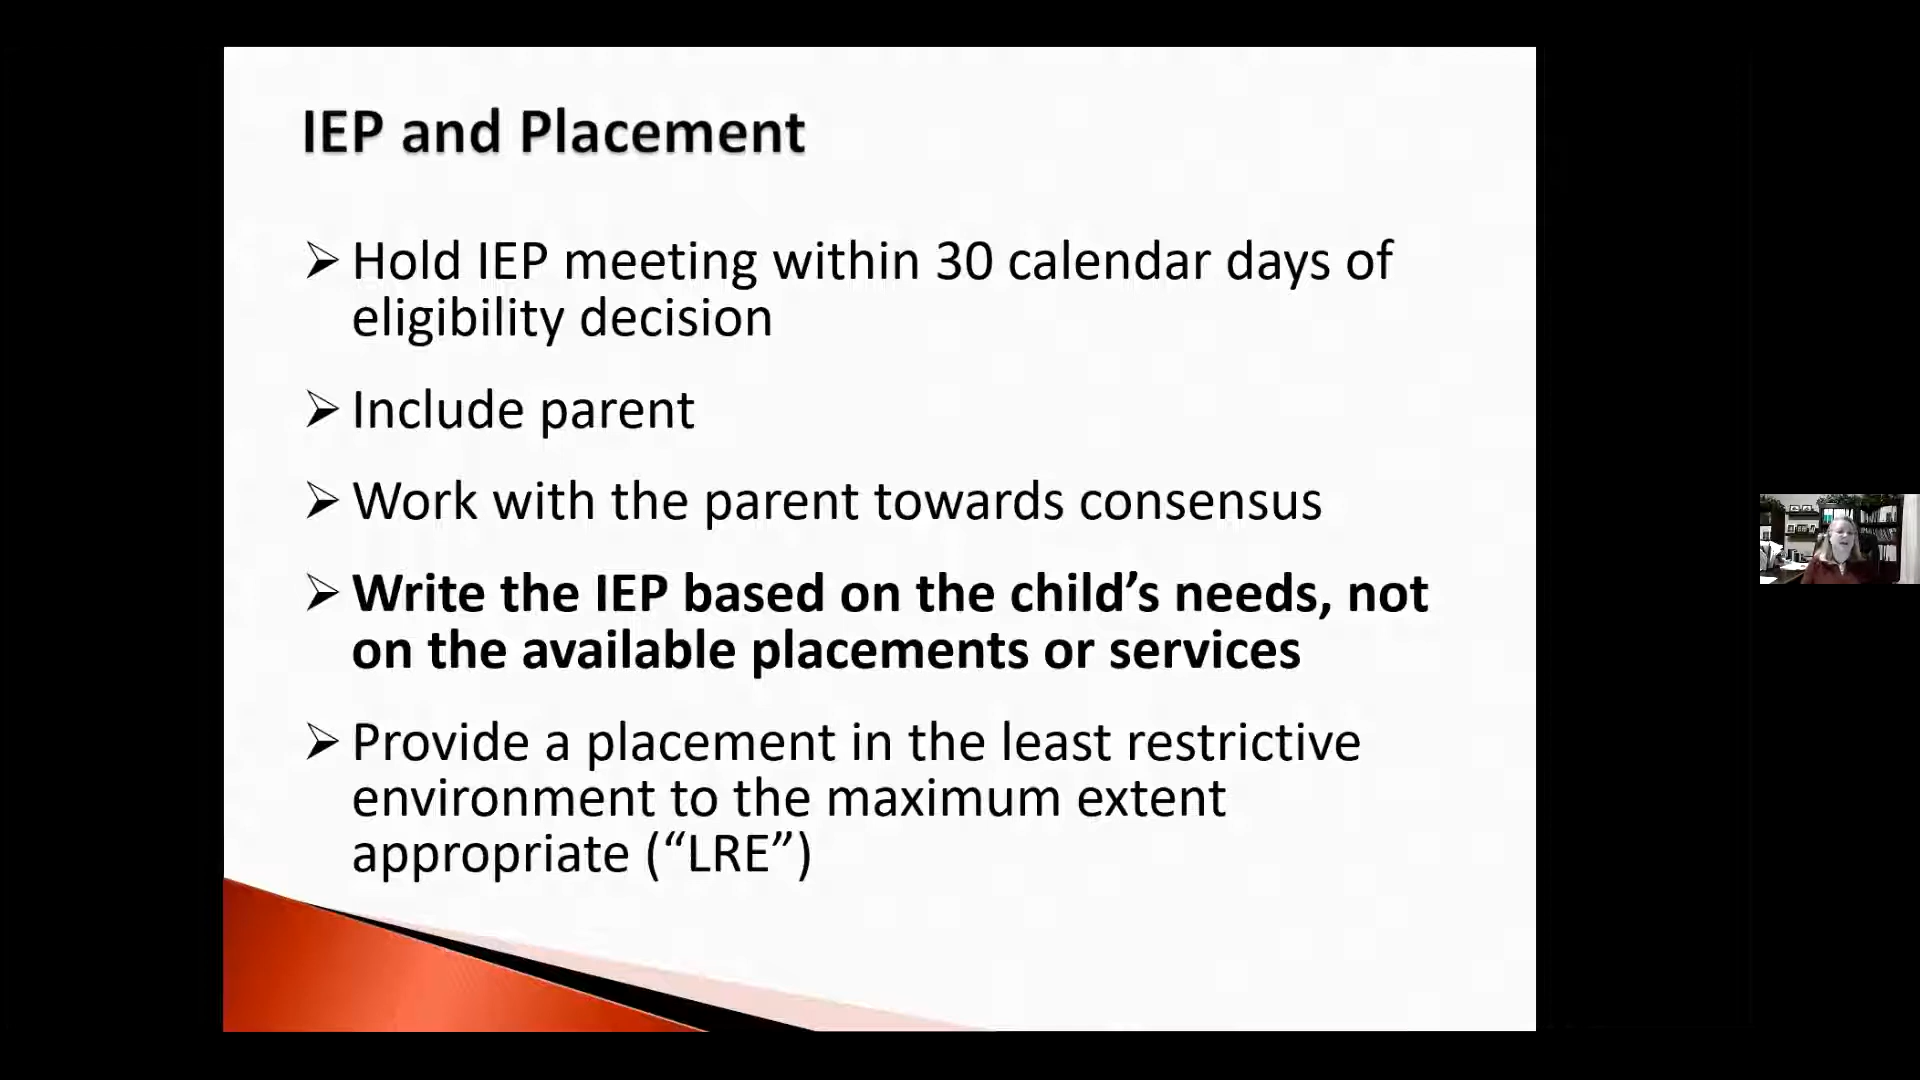 IEP and Placement
➢ Hold IEP meeting within 30 calendar days of
eligibility decision
➢ Include parent
➢ Work with the parent towards consensus
➢ Write the IEP based on the child’s needs, not
on the available placements or services
➢ Provide a placement in the least restrictive
environment to the maximum extent
appropriate (“LRE”)